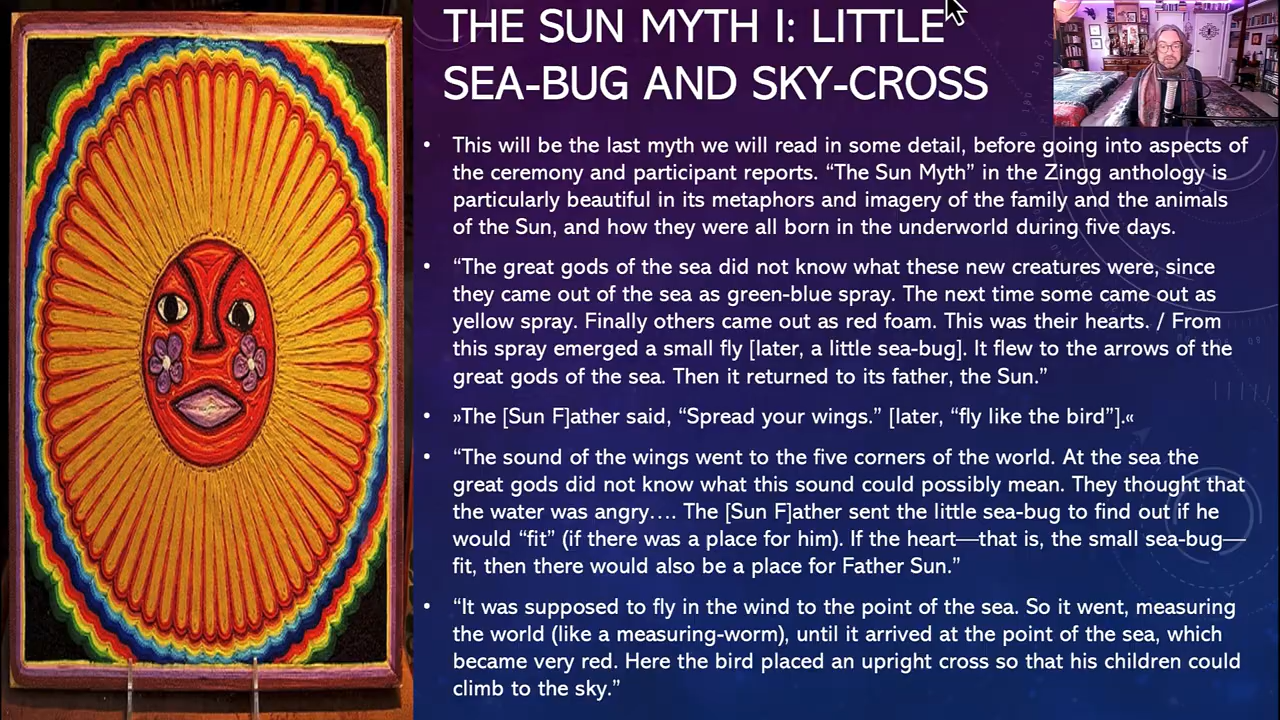 THE SUN MYTH I: LITTLE
SEA-BUG AND SKY-CROSS
• This will be the last myth we will read in some detail, before going into aspects of
the ceremony and participant reports. “The Sun Myth” in the Zingg anthology is
particularly beautiful in its metaphors and imagery of the family and the animals
of the Sun, and how they were all born in the underworld during five days.
• “The great gods of the sea did not know what these new creatures were, since
they came out of the sea as green-blue spray. The next time some came out as
yellow spray. Finally others came out as red foam. This was their hearts. / From
this spray emerged a small fly [later, a little sea-bug]. It flew to the arrows of the
great gods of the sea. Then it returned to its father, the Sun.”
• »The [Sun F]ather said, “Spread your wings.” [later, “fly like the bird”].«
• “The sound of the wings went to the five corners of the world. At the sea the
great gods did not know what this sound could possibly mean. They thought that
the water was angry…. The [Sun F]ather sent the little sea-bug to find out if he
would “fit” (if there was a place for him). If the heart—that is, the small sea-bug—
fit, then there would also be a place for Father Sun.”
• “It was supposed to fly in the wind to the point of the sea. So it went, measuring
the world (like a measuring-worm), until it arrived at the point of the sea, which
became very red. Here the bird placed an upright cross so that his children could
climb to the sky.”